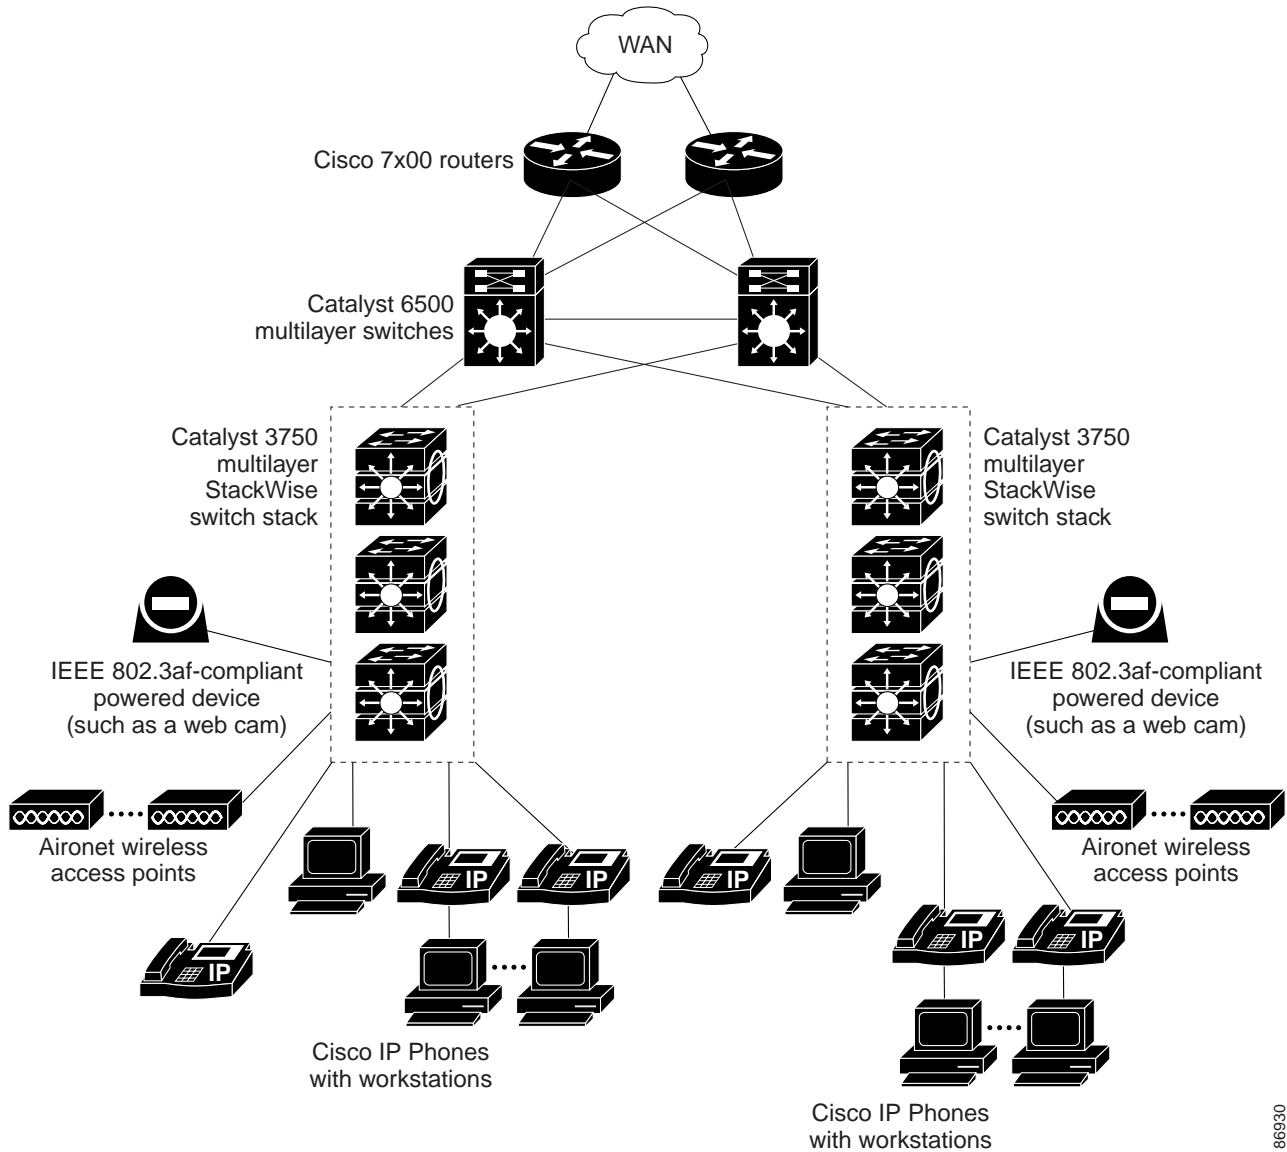 WAN
Cisco 7x00 routers
Catalyst 6500
multilayer switches
Catalyst 3750
multilayer
StackWise
switch stack
Catalyst 3750
multilayer
StackWise
switch stack
IEEE 802.3af-compliant
powered device
(such as a web cam)
IEEE 802.3af-compliant
powered device
(such as a web cam)
Aironet wireless
access points
Aironet wireless
access points
IP
IP
IP
IP
IP
IP
Cisco IP Phones
with workstations
Cisco IP Phones
with workstations
86930